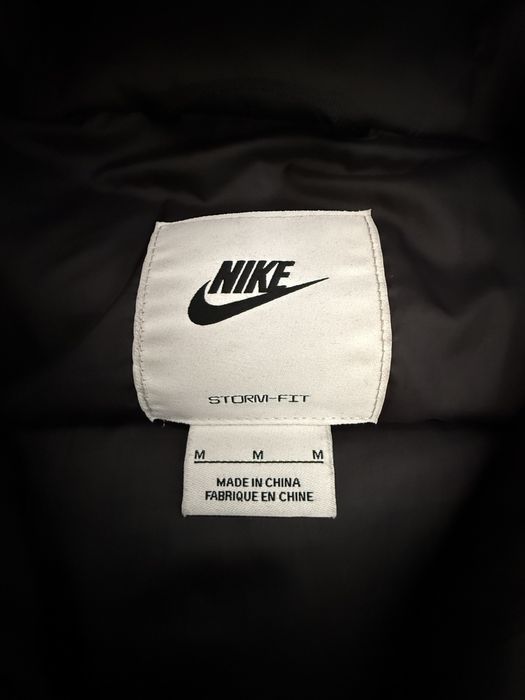 NIKE
STORM-FIT
M M M
MADE IN CHINA
FABRIQUE EN CHINE